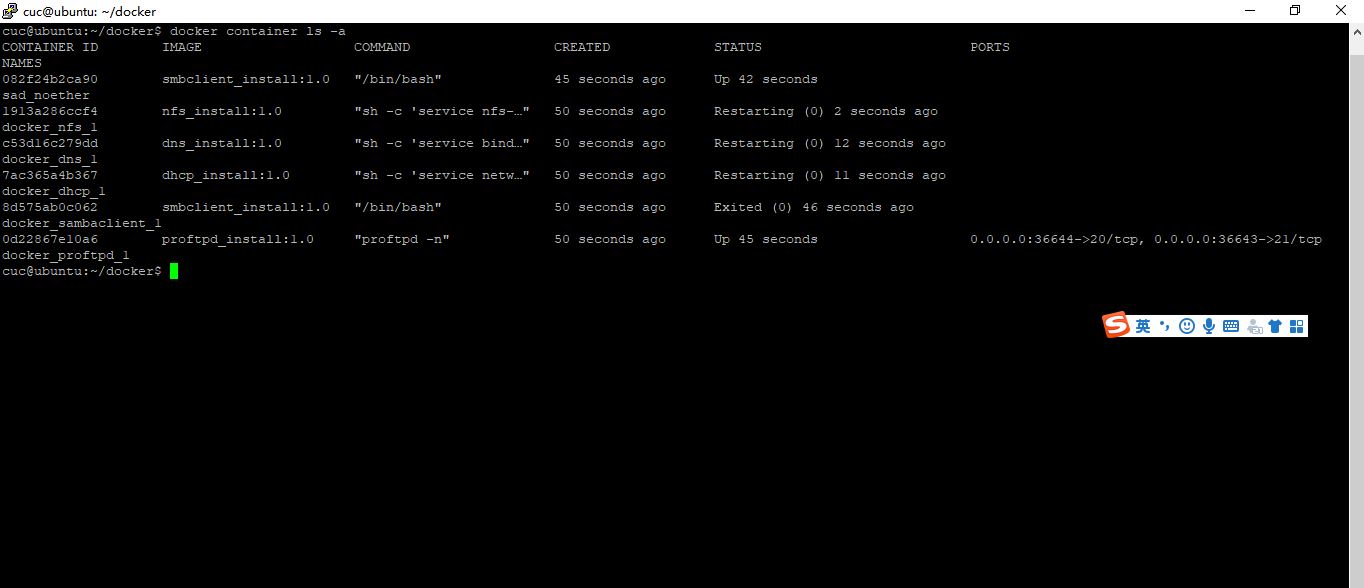 cuc@ubuntu: ~/docker
cuc@ubuntu:~/docker$ docker container ls -a
CONTAINER ID IMAGE COMMAND CREATED STATUS PORTS
NAMES
082f24b2ca90 smbclient_install:1.0 "/bin/bash" 45 seconds ago Up 42 seconds
sad_noether
1913a286ccf4 nfs_install:1.0 "sh -c 'service nfs-…" 50 seconds ago Restarting (0) 2 seconds ago
docker_nfs_1
c53d16c279dd dns_install:1.0 "sh -c 'service bind…" 50 seconds ago Restarting (0) 12 seconds ago
docker_dns_1
7ac365a4b367 dhcp_install:1.0 "sh -c 'service netw…" 50 seconds ago Restarting (0) 11 seconds ago
docker_dhcp_1
8d575ab0c062 smbclient_install:1.0 "/bin/bash" 50 seconds ago Exited (0) 46 seconds ago
docker_sambaclient_1
0d22867e10a6 proftpd_install:1.0 "proftpd -n" 50 seconds ago Up 45 seconds 0.0.0.0:36644->20/tcp, 0.0.0.0:36643->21/tcp
docker_proftpd_1
cuc@ubuntu:~/docker$
S 英